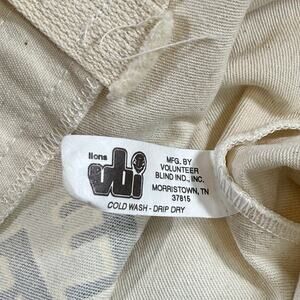 lions
vbi
MFG. BY
VOLUNTEER
BLIND IND., INC.
MORRISTOWN, TN
37815
COLD WASH - DRIP DRY